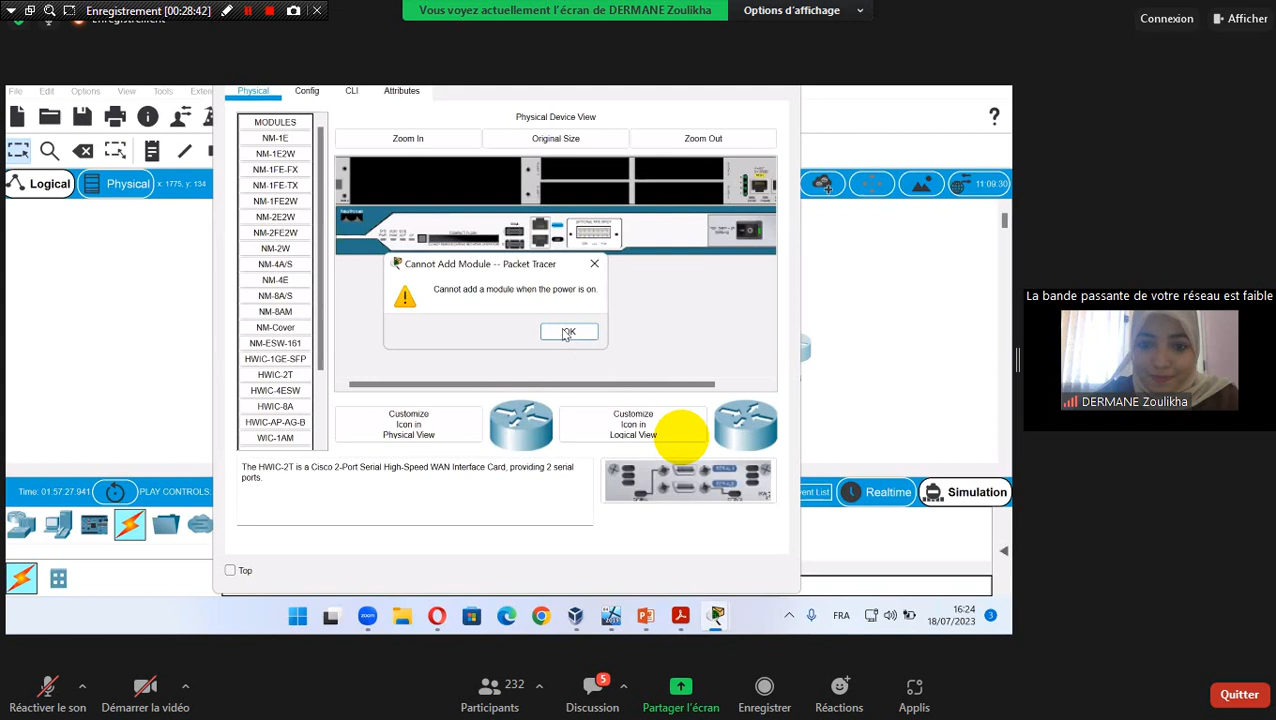 Enregistrement [00:28:42]
Vous voyez actuellement l'écran de DERMANE Zoulikha
Options d'affichage
Enregistrement
Connexion
Afficher
File
Edit
Options
View
Tools
Physical
Config
CLI
Attributes
MODULES
NM-1E
NM-1E2W
NM-1FE-FX
NM-1FE-TX
NM-1FE2W
NM-2E2W
NM-2FE2W
NM-2W
NM-4A/S
NM-4E
NM-8A/S
NM-8AM
NM-Cover
NM-ESW-161
HWIC-1GE-SFP
HWIC-2T
HWIC-4ESW
HWIC-8A
HWIC-AP-AG-B
WIC-1AM
Physical Device View
Zoom In
Original Size
Zoom Out
Logical
Physical
x: 1775, y: 134
11:09:30
Cannot Add Module -- Packet Tracer
Cannot add a module when the power is on.
OK
Customize
Icon in
Physical View
Customize
Icon in
Logical View
The HWIC-2T is a Cisco 2-Port Serial High-Speed WAN Interface Card, providing 2 serial
ports.
Top
Time: 01:57:27.941
PLAY CONTROLS:
Realtime
Simulation
La bande passante de votre réseau est faible
DERMANE Zoulikha
FRA
16:24
18/07/2023
3
Réactiver le son
Démarrer la vidéo
232
Participants
5
Discussion
Partager l'écran
Enregistrer
Réactions
Applis
Quitter